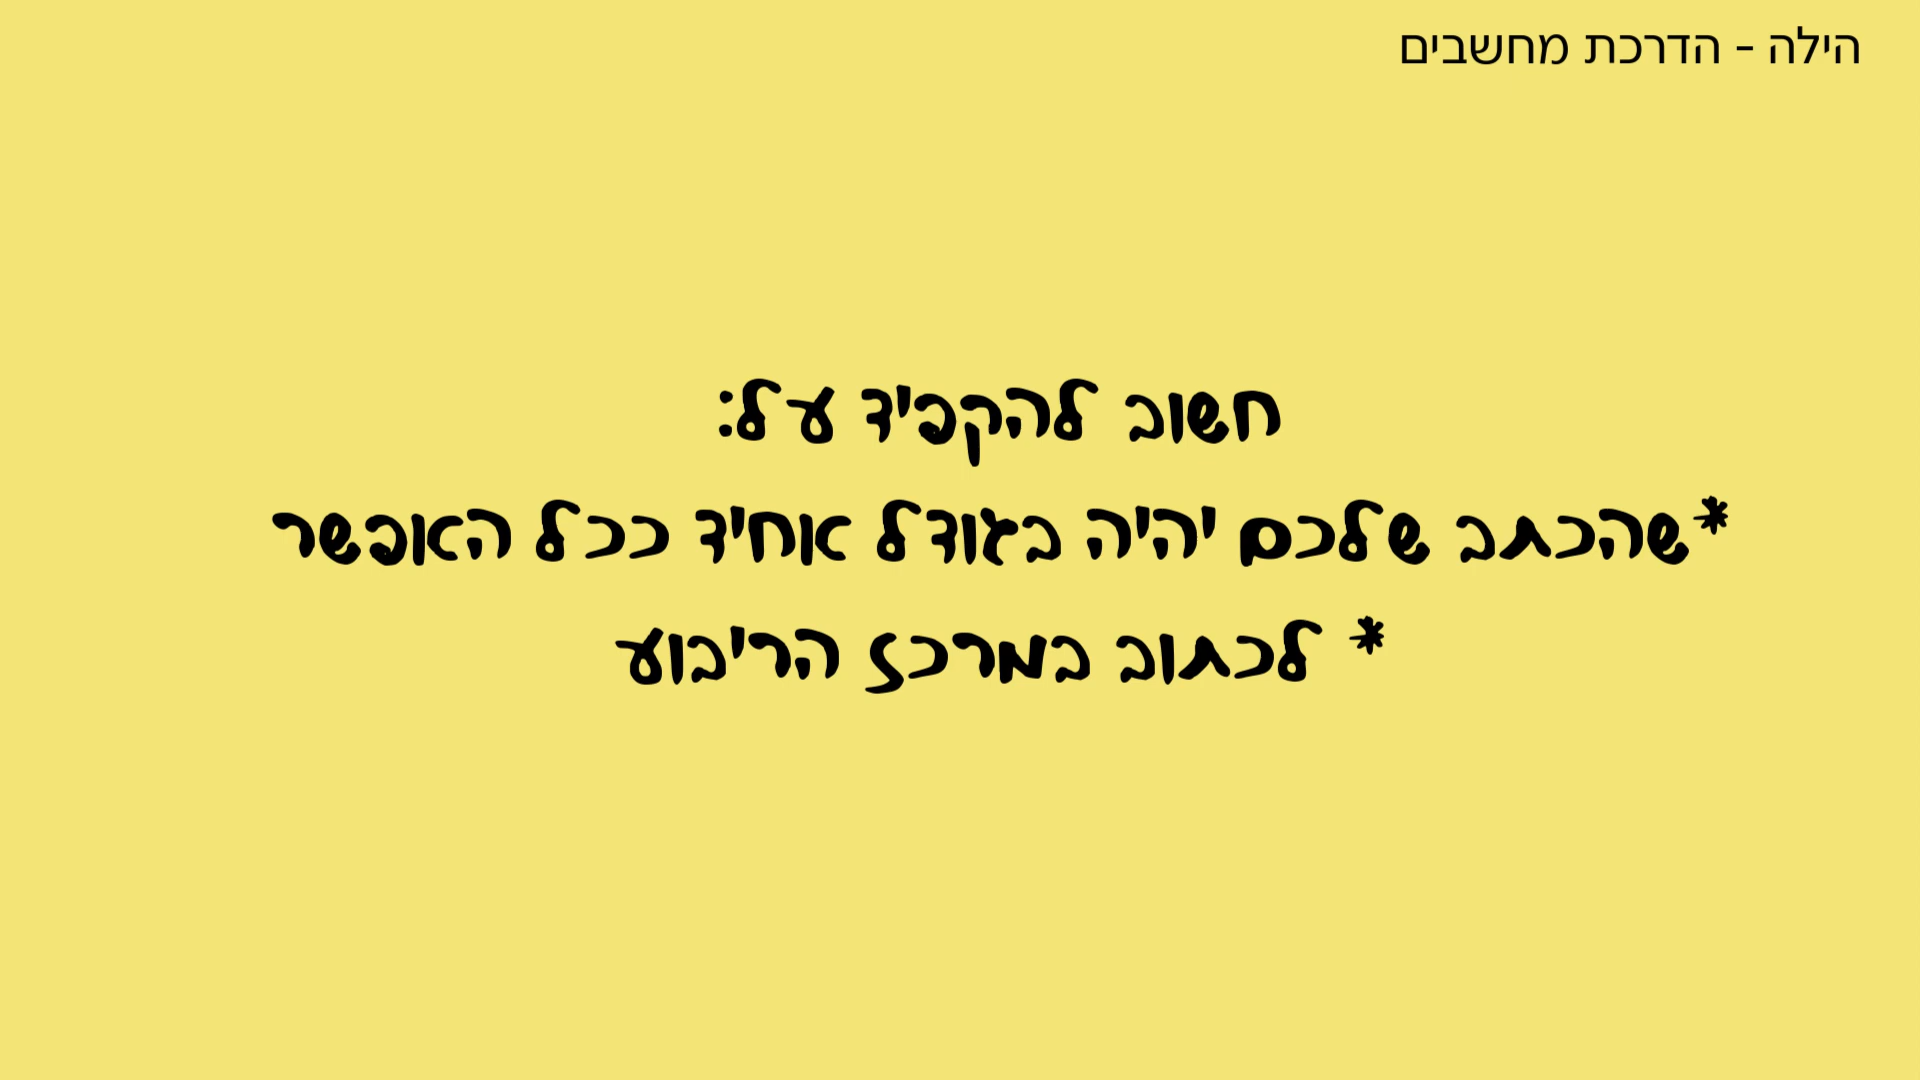 הילה - הדרכת מחשבים
חשוב להקפיד על:
*שהכתב שלכם יהיה בגודל אחיד ככל האפשר
* לכתוב במרכז הריבוע